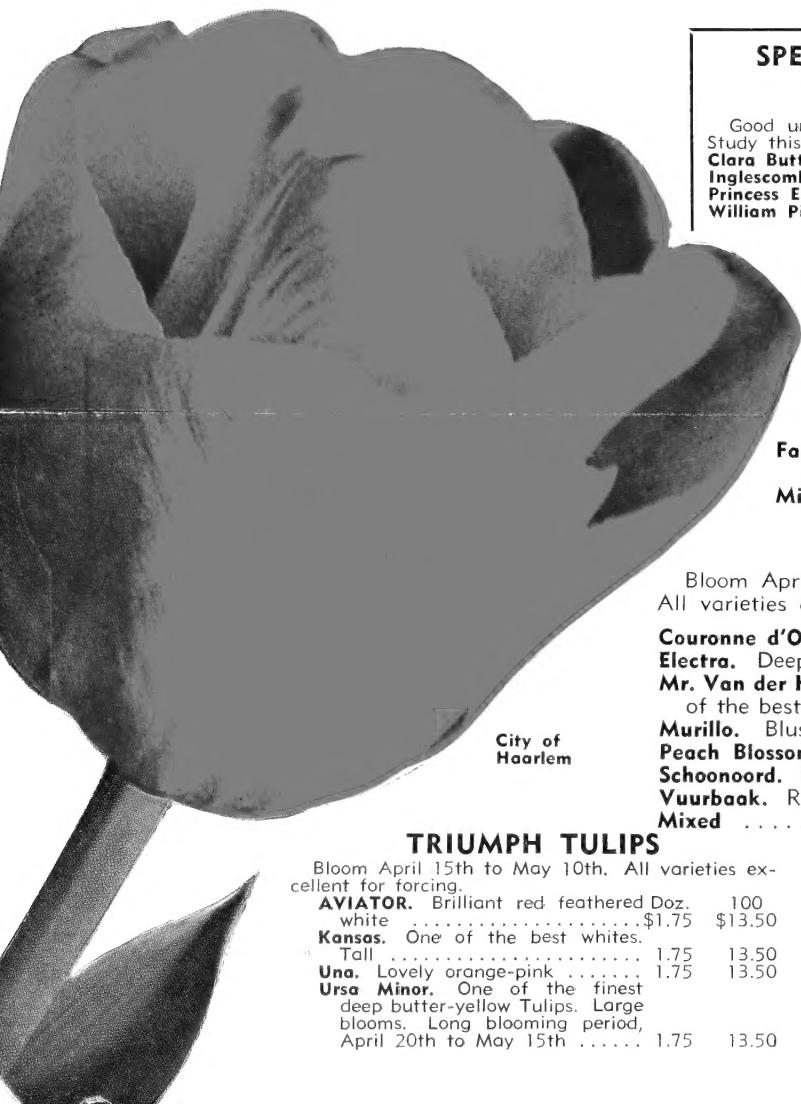 SPE
Good
Study this
Clara Butt
Princess E
William
City of
Haarlem
Bloom Apr
All varieties
Couronne d'O
Electra. Deep
Mr. Van der
of the best
Murillo. Blus
Peach Blosso
Schoonoord.
Vuurbaak. R
Mixed ....
TRIUMPH TULIPS
Bloom April 15th to May 10th. All varieties ex-
cellent for forcing.
AVIATOR. Brilliant red feathered Doz. 100
white ......................$1.75 $13.50
Kansas. One of the best whites.
Tall ........................ 1.75 13.50
Una. Lovely orange-pink ....... 1.75 13.50
Ursa Minor. One of the finest
deep butter-yellow Tulips. Large
blooms. Long blooming period,
April 20th to May 15th ...... 1.75 13.50